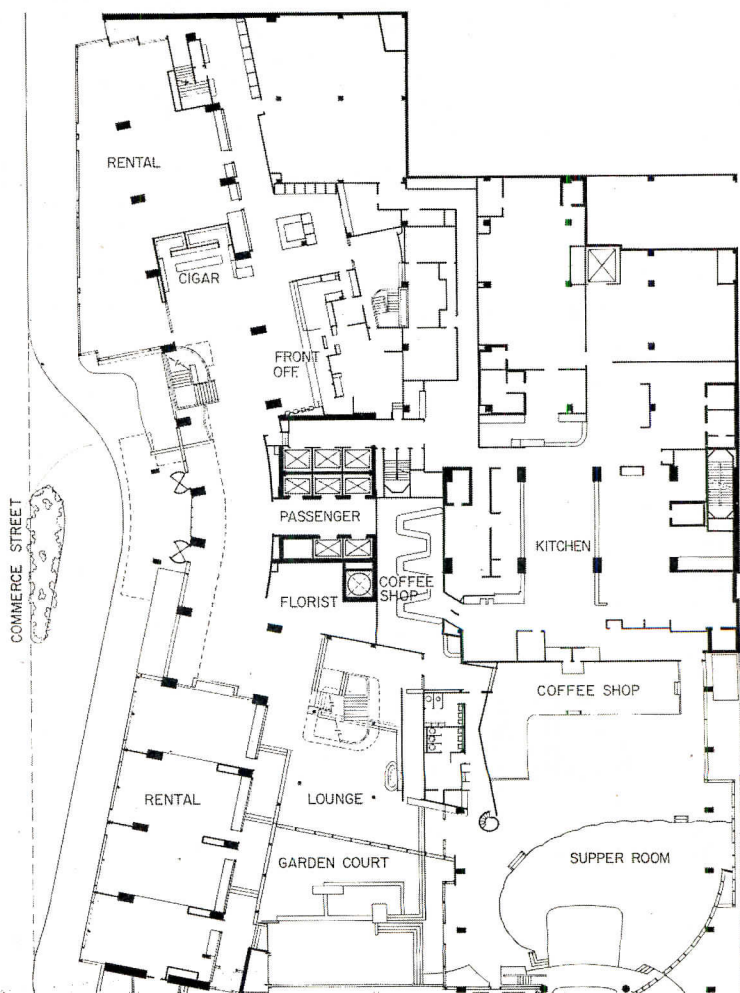 RENTAL
CIGAR
FRONT
OFF.
PASSENGER
KITCHEN
COMMERCE STREET
FLORIST
COFFEE
SHOP
COFFEE SHOP
RENTAL
LOUNGE
GARDEN COURT
SUPPER ROOM